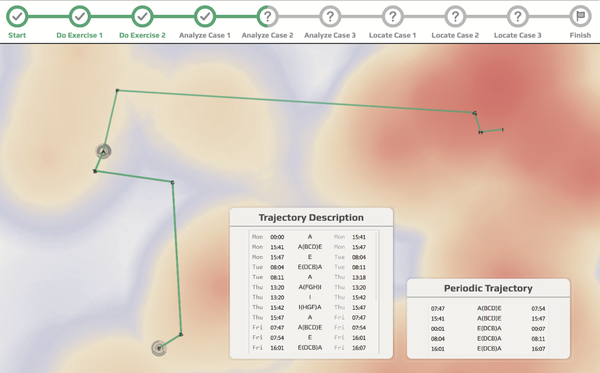 Start Do Exercise 1 Do Exercise 2 Analyze Case 1 Analyze Case 2 Analyze Case 3 Locate Case 1 Locate Case 2 Locate Case 3 Finish
Trajectory Description
Mon 00:00 A Mon 15:41
Mon 15:41 A(BCD)E Mon 15:47
Mon 15:47 E Tue 08:04
Tue 08:04 E(DCB)A Tue 08:11
Tue 08:11 A Thu 13:18
Thu 13:20 A(FGH)I Thu 13:20
Thu 13:20 I Thu 15:42
Thu 15:42 I(HGF)A Thu 15:47
Thu 15:47 A Fri 07:47
Fri 07:47 A(BCD)E Fri 07:54
Fri 07:54 E Fri 16:01
Fri 16:01 E(DCB)A Fri 16:07
Periodic Trajectory
07:47 A(BCD)E 07:54
15:41 A(BCD)E 15:47
00:01 E(DCB)A 00:07
08:04 E(DCB)A 08:11
16:01 E(DCB)A 16:07